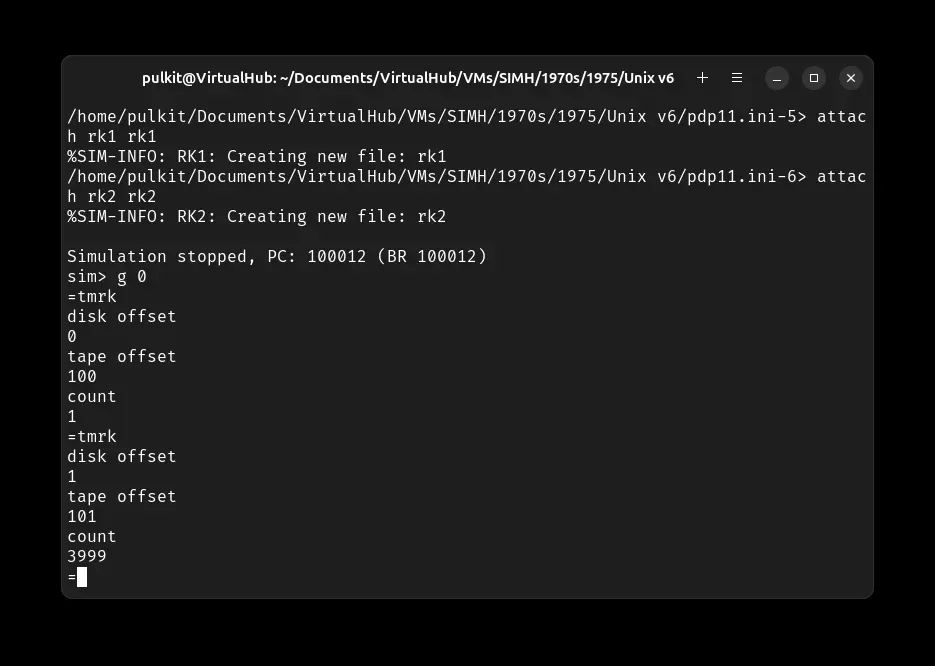 pulkit@VirtualHub: ~/Documents/VirtualHub/VMs/SIMH/1970s/1975/Unix v6
/home/pulkit/Documents/VirtualHub/VMs/SIMH/1970s/1975/Unix v6/pdp11.ini-5> attac
h rk1 rk1
%SIM-INFO: RK1: Creating new file: rk1
/home/pulkit/Documents/VirtualHub/VMs/SIMH/1970s/1975/Unix v6/pdp11.ini-6> attac
h rk2 rk2
%SIM-INFO: RK2: Creating new file: rk2
Simulation stopped, PC: 100012 (BR 100012)
sim> g 0
=tmrk
disk offset
0
tape offset
100
count
1
=tmrk
disk offset
1
tape offset
101
count
3999
=